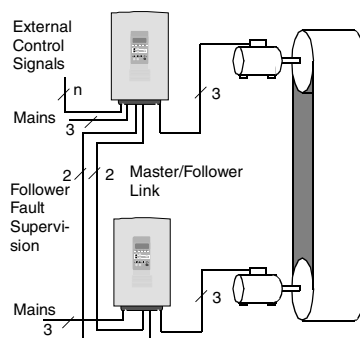 External
Control
Signals
n
3
Mains
3
2
2
Master/Follower
Link
Follower
Fault
Supervi-
sion
Mains
3
3